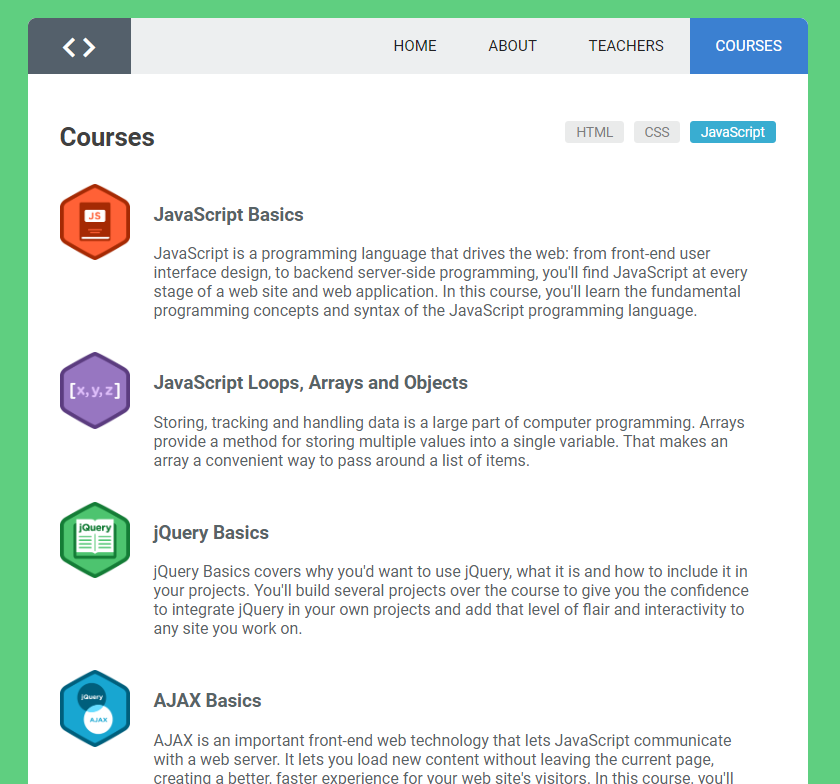 HOME ABOUT TEACHERS COURSES
Courses
HTML CSS JavaScript
JS
JavaScript Basics
JavaScript is a programming language that drives the web: from front-end user
interface design, to backend server-side programming, you'll find JavaScript at every
stage of a web site and web application. In this course, you'll learn the fundamental
programming concepts and syntax of the JavaScript programming language.
[x,y,z]
JavaScript Loops, Arrays and Objects
Storing, tracking and handling data is a large part of computer programming. Arrays
provide a method for storing multiple values into a single variable. That makes an
array a convenient way to pass around a list of items.
jQuery
jQuery Basics
jQuery Basics covers why you'd want to use jQuery, what it is and how to include it in
your projects. You'll build several projects over the course to give you the confidence
to integrate jQuery in your own projects and add that level of flair and interactivity to
any site you work on.
jQuery
AJAX
AJAX Basics
AJAX is an important front-end web technology that lets JavaScript communicate
with a web server. It lets you load new content without leaving the current page,
creating a better, faster experience for your web site's visitors. In this course, you'll